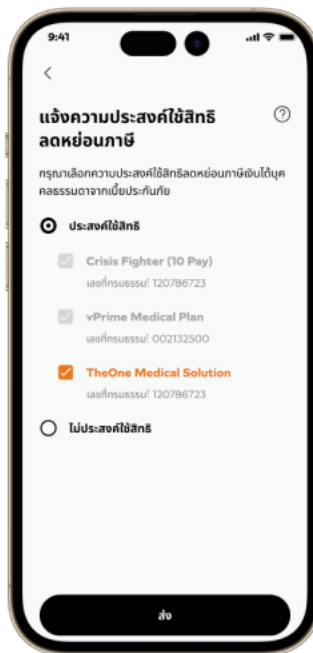 9:41
แจ้งความประสงค์ใช้สิทธิ
ลดหย่อนภาษี
?
กรุณาเลือกความประสงค์ใช้สิทธิลดหย่อนภาษีเงินได้บุค
คลธรรมดาจากเบี้ยประกันภัย
ประสงค์ใช้สิทธิ
Crisis Fighter (10 Pay)
เลขที่กรมธรรม์: 120786723
vPrime Medical Plan
เลขที่กรมธรรม์: 002132500
TheOne Medical Solution
เลขที่กรมธรรม์: 120786723
ไม่ประสงค์ใช้สิทธิ
ส่ง